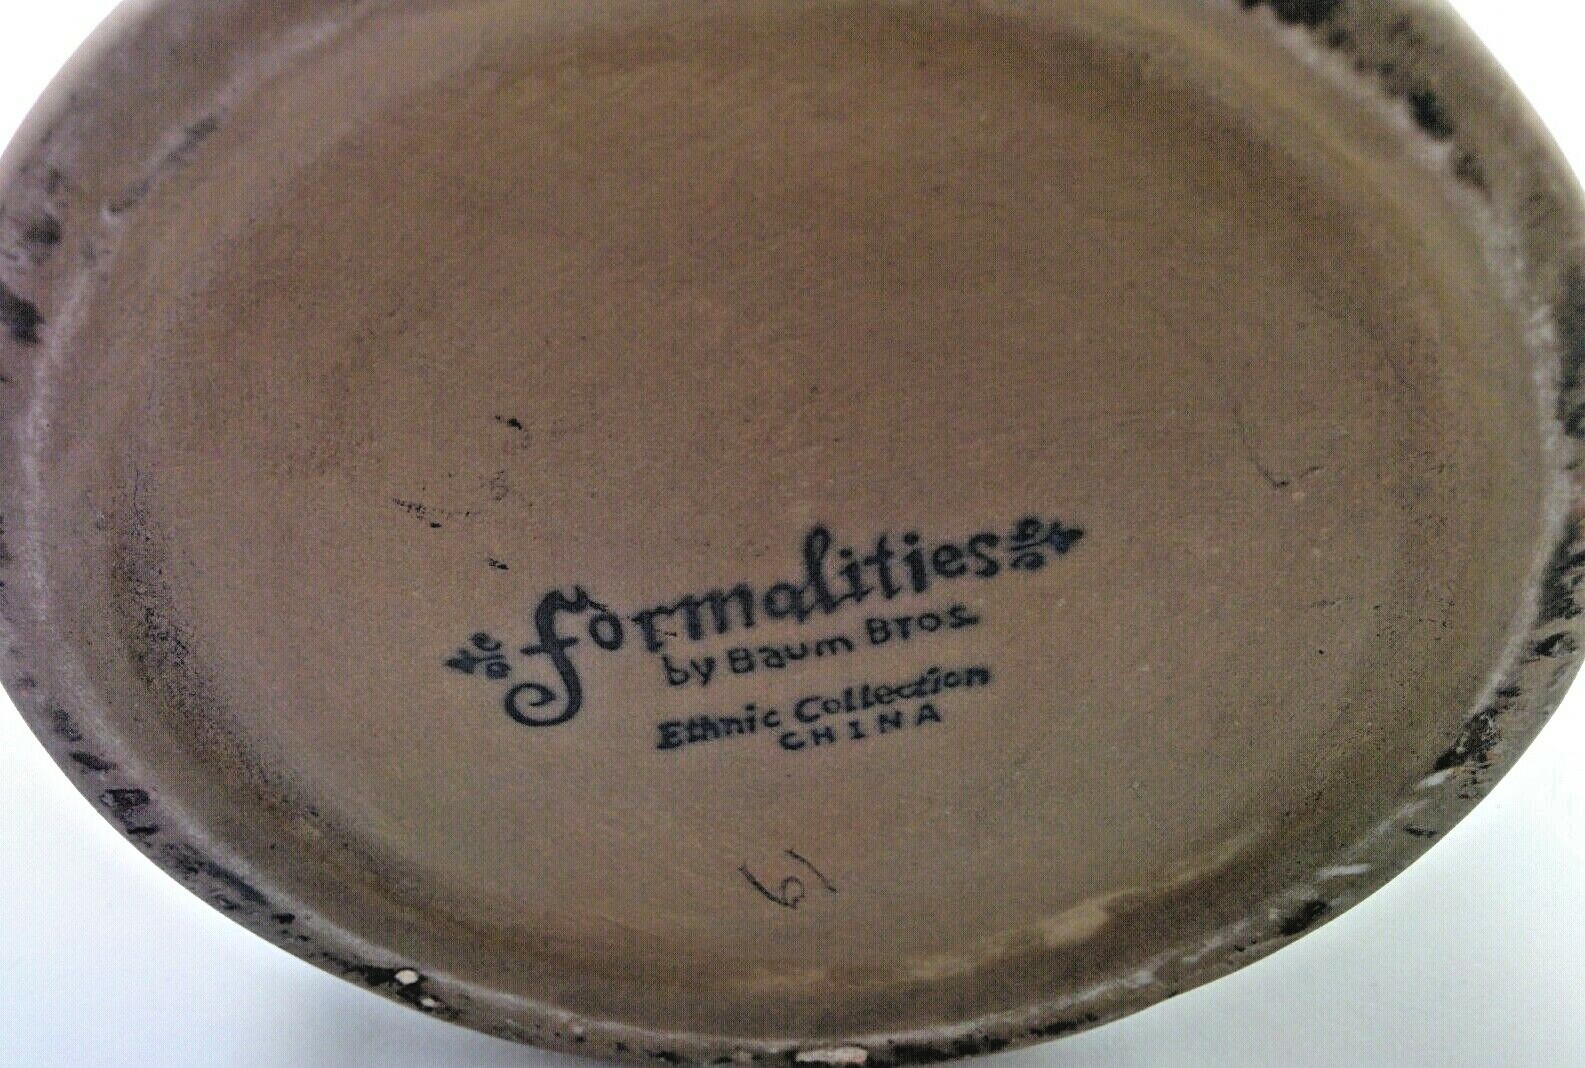 Formalities
by Baum Bros.
Ethnic Collection
CHINA
61